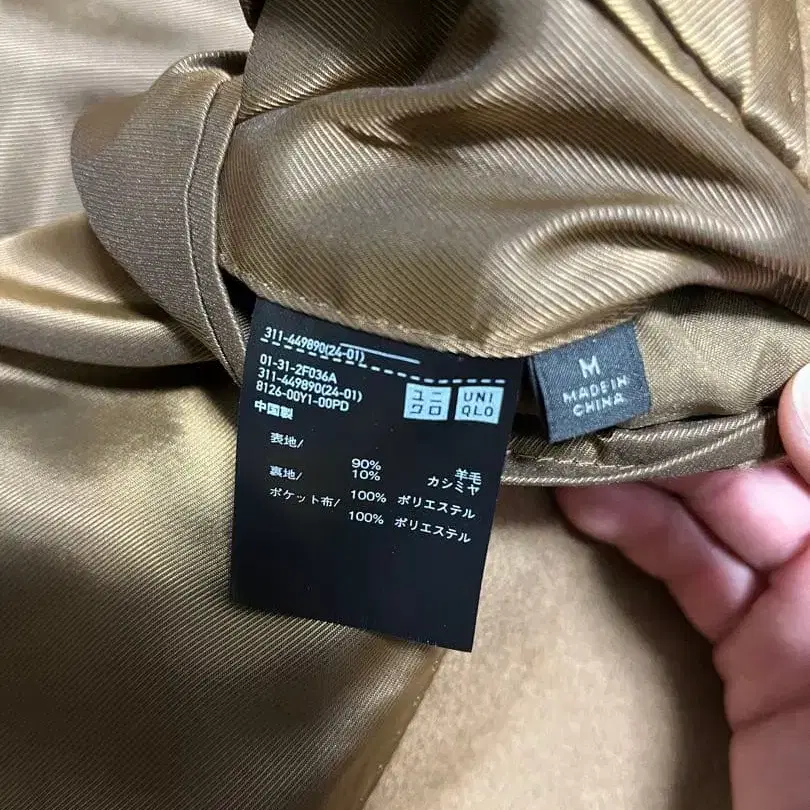 311-449890(24-01)
01-31-2F036A
311-449890(24-01)
8126-00Y1-00PD
中国製
ユニ
クロ
UNI
QLO
表地/
90% 羊毛
10% カシミヤ
裏地/
100% ポリエステル
ポケット布/
100% ポリエステル
M
MADE IN
CHINA